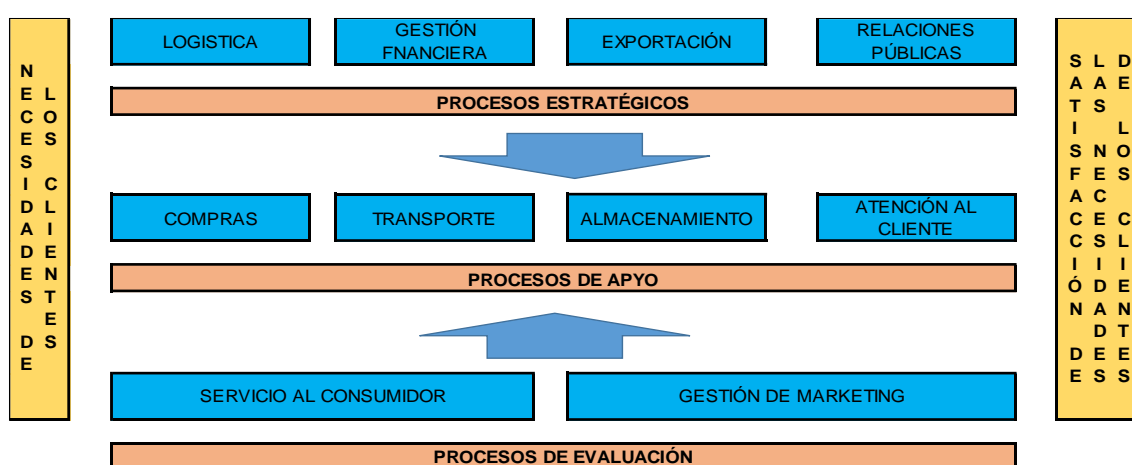 NECESIDADES DE
LOS CLIENTES
LOGISTICA
GESTIÓN
FNANCIERA
EXPORTACIÓN
RELACIONES
PÚBLICAS
PROCESOS ESTRATÉGICOS
COMPRAS
TRANSPORTE
ALMACENAMIENTO
ATENCIÓN AL
CLIENTE
PROCESOS DE APYO
SERVICIO AL CONSUMIDOR
GESTIÓN DE MARKETING
PROCESOS DE EVALUACIÓN
SATISFACCIÓN DE
LAS NECESIDADES
DE LOS CLIENTES